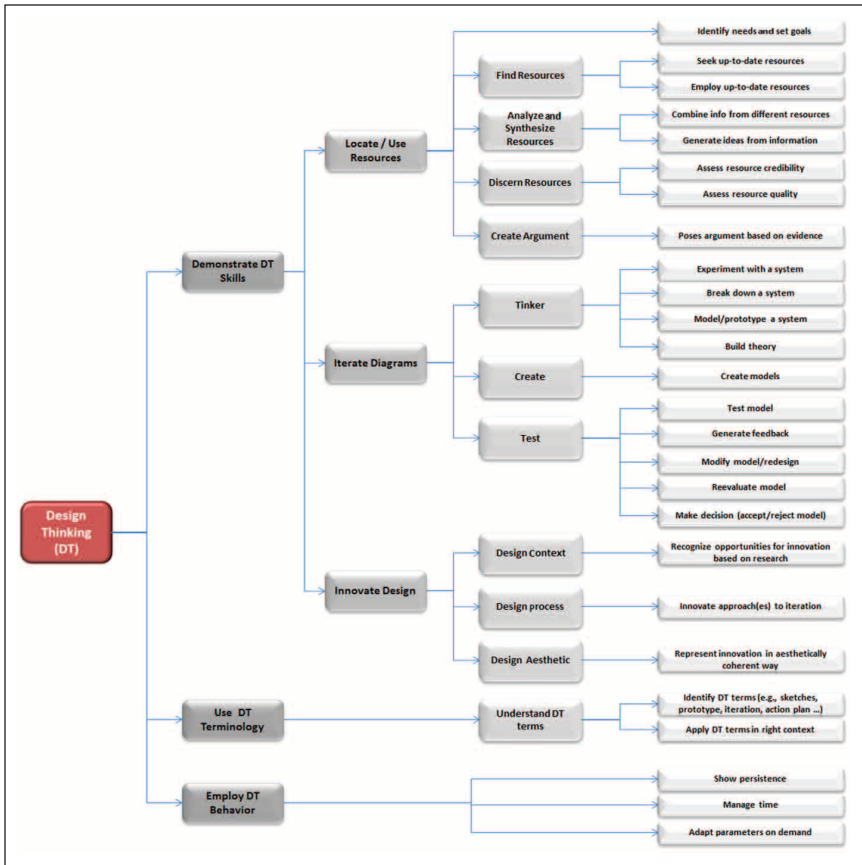 Identify needs and set goals
Seek up-to-date resources
Find Resources
Employ up-to-date resources
Analyze and
Synthesize
Resources
Combine info from different resources
Generate ideas from information
Locate / Use
Resources
Assess resource credibility
Discern Resources
Assess resource quality
Create Argument
Poses argument based on evidence
Demonstrate DT
Skills
Experiment with a system
Break down a system
Tinker
Model/prototype a system
Build theory
Iterate Diagrams
Create
Create models
Test model
Generate feedback
Test
Modify model/redesign
Reevaluate model
Make decision (accept/reject model)
Design
Thinking
(DT)
Design Context
Recognize opportunities for innovation
based on research
Innovate Design
Design process
Innovate approach(es) to iteration
Design Aesthetic
Represent innovation in aesthetically
coherent way
Use DT
Terminology
Understand DT
terms
Identify DT terms (e.g., sketches,
prototype, iteration, action plan ...)
Apply DT terms in right context
Employ DT
Behavior
Show persistence
Manage time
Adapt parameters on demand